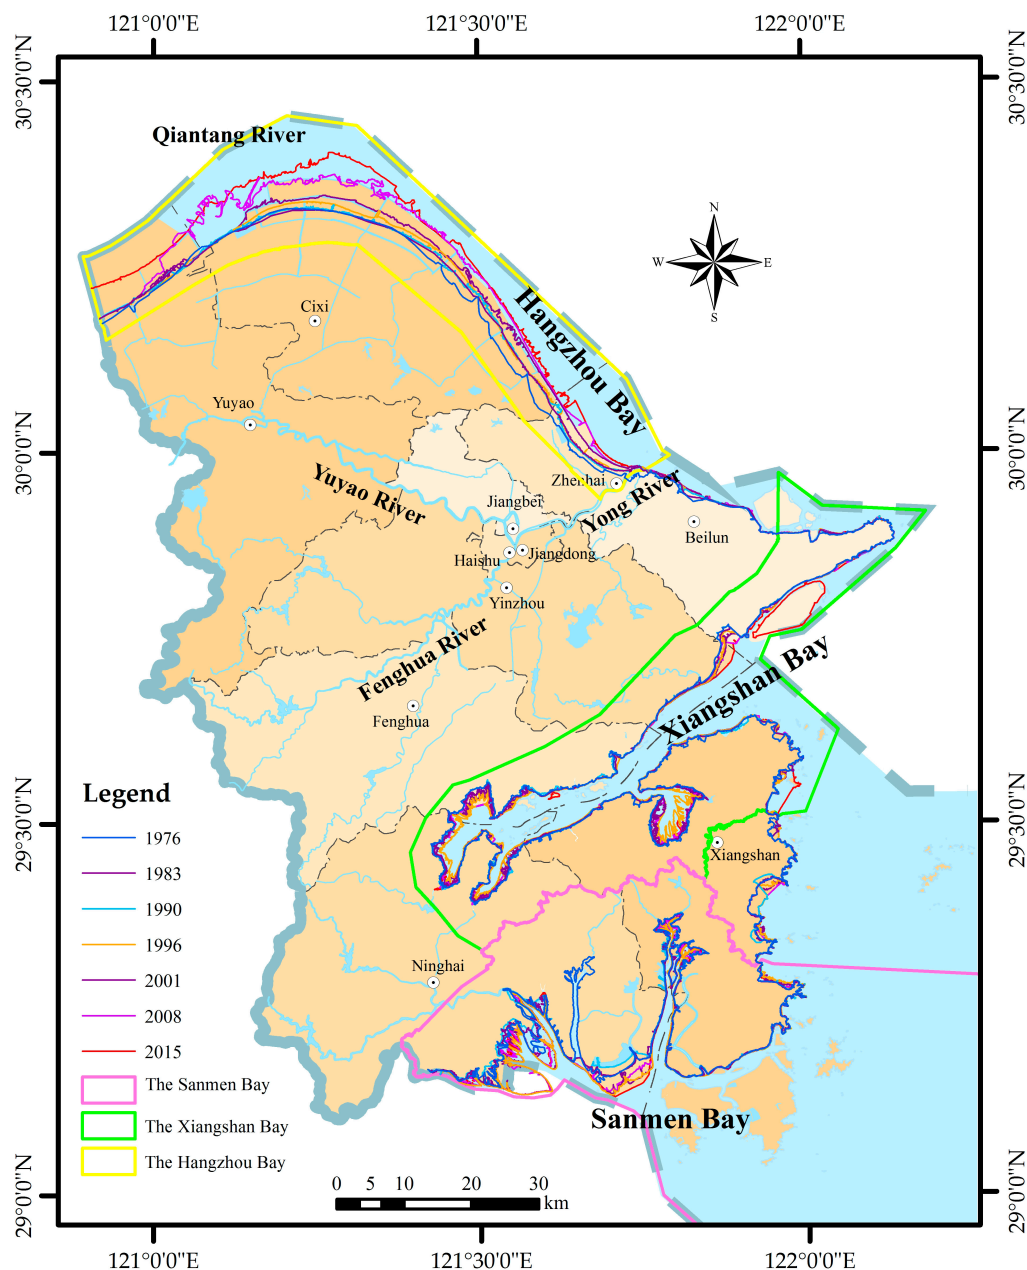 121°0'0"E
121°30'0"E
122°0'0"E
30°30'0"N
30°30'0"N
Qiantang River
N
W
E
S
Cixi
Hangzhou Bay
Yuyao
30°0'0"N
30°0'0"N
Yuyao River
Zhenhai
Yong River
Jiangbei
Beilun
Haishu
Jiangdong
Yinzhou
Fenghua River
Fenghua
Xiangshan Bay
Legend
29°30'0"N
29°30'0"N
1976
Xiangshan
1983
1990
1996
Ninghai
2001
2008
2015
The Sanmen Bay
Sanmen Bay
The Xiangshan Bay
The Hangzhou Bay
0 5 10 20 30
km
29°0'0"N
29°0'0"N
121°0'0"E
121°30'0"E
122°0'0"E